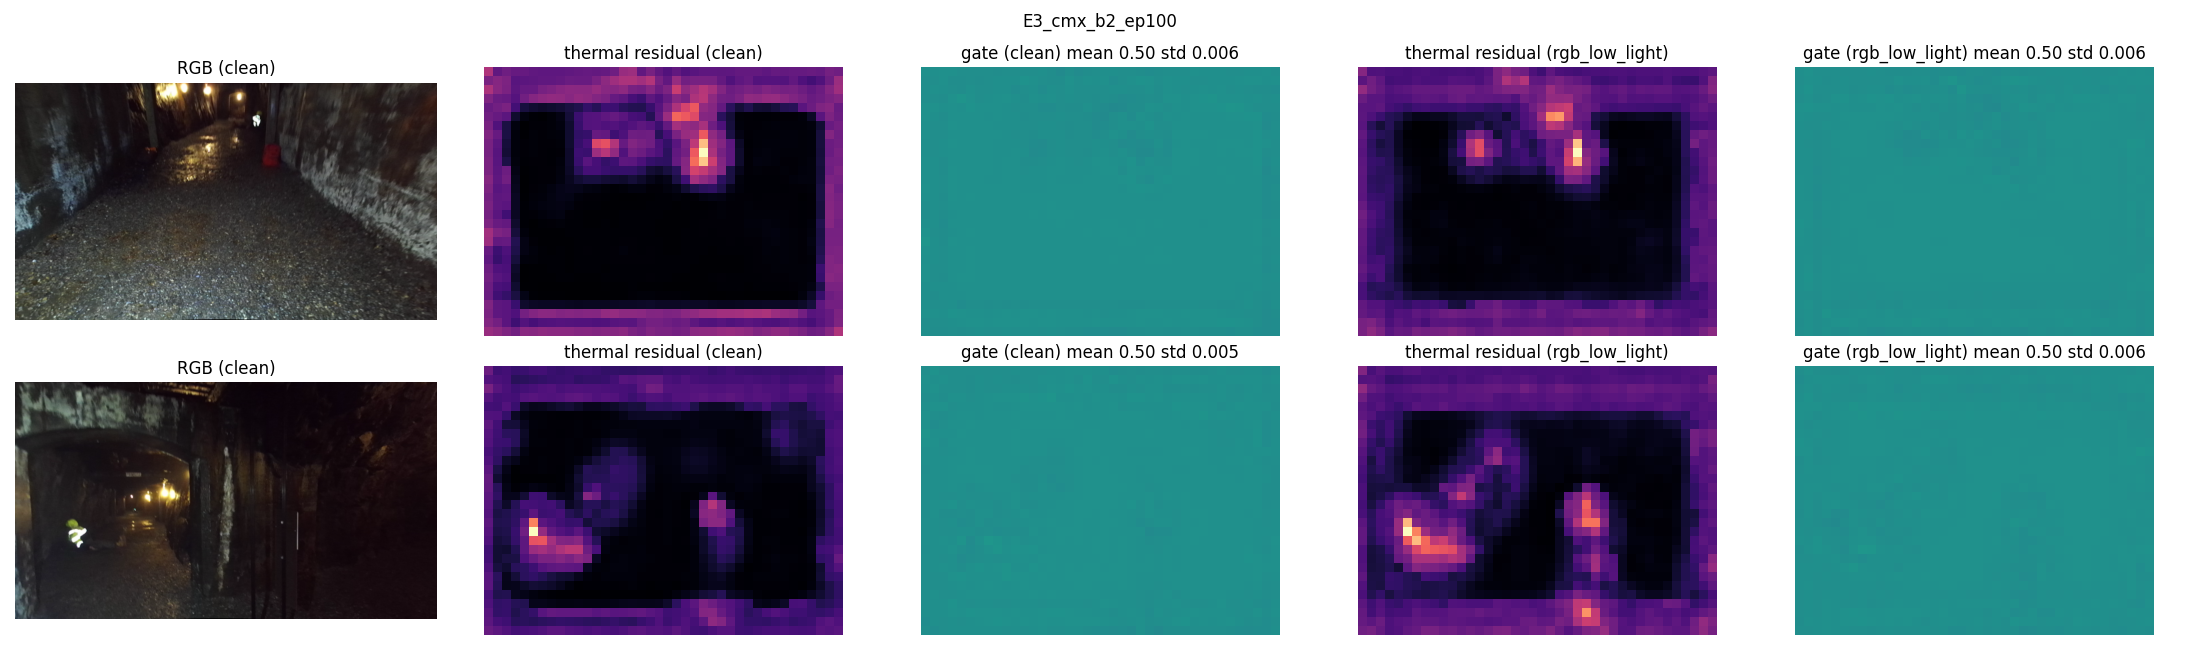 E3_cmx_b2_ep100
RGB (clean)
thermal residual (clean)
gate (clean) mean 0.50 std 0.006
thermal residual (rgb_low_light)
gate (rgb_low_light) mean 0.50 std 0.006
RGB (clean)
thermal residual (clean)
gate (clean) mean 0.50 std 0.005
thermal residual (rgb_low_light)
gate (rgb_low_light) mean 0.50 std 0.006